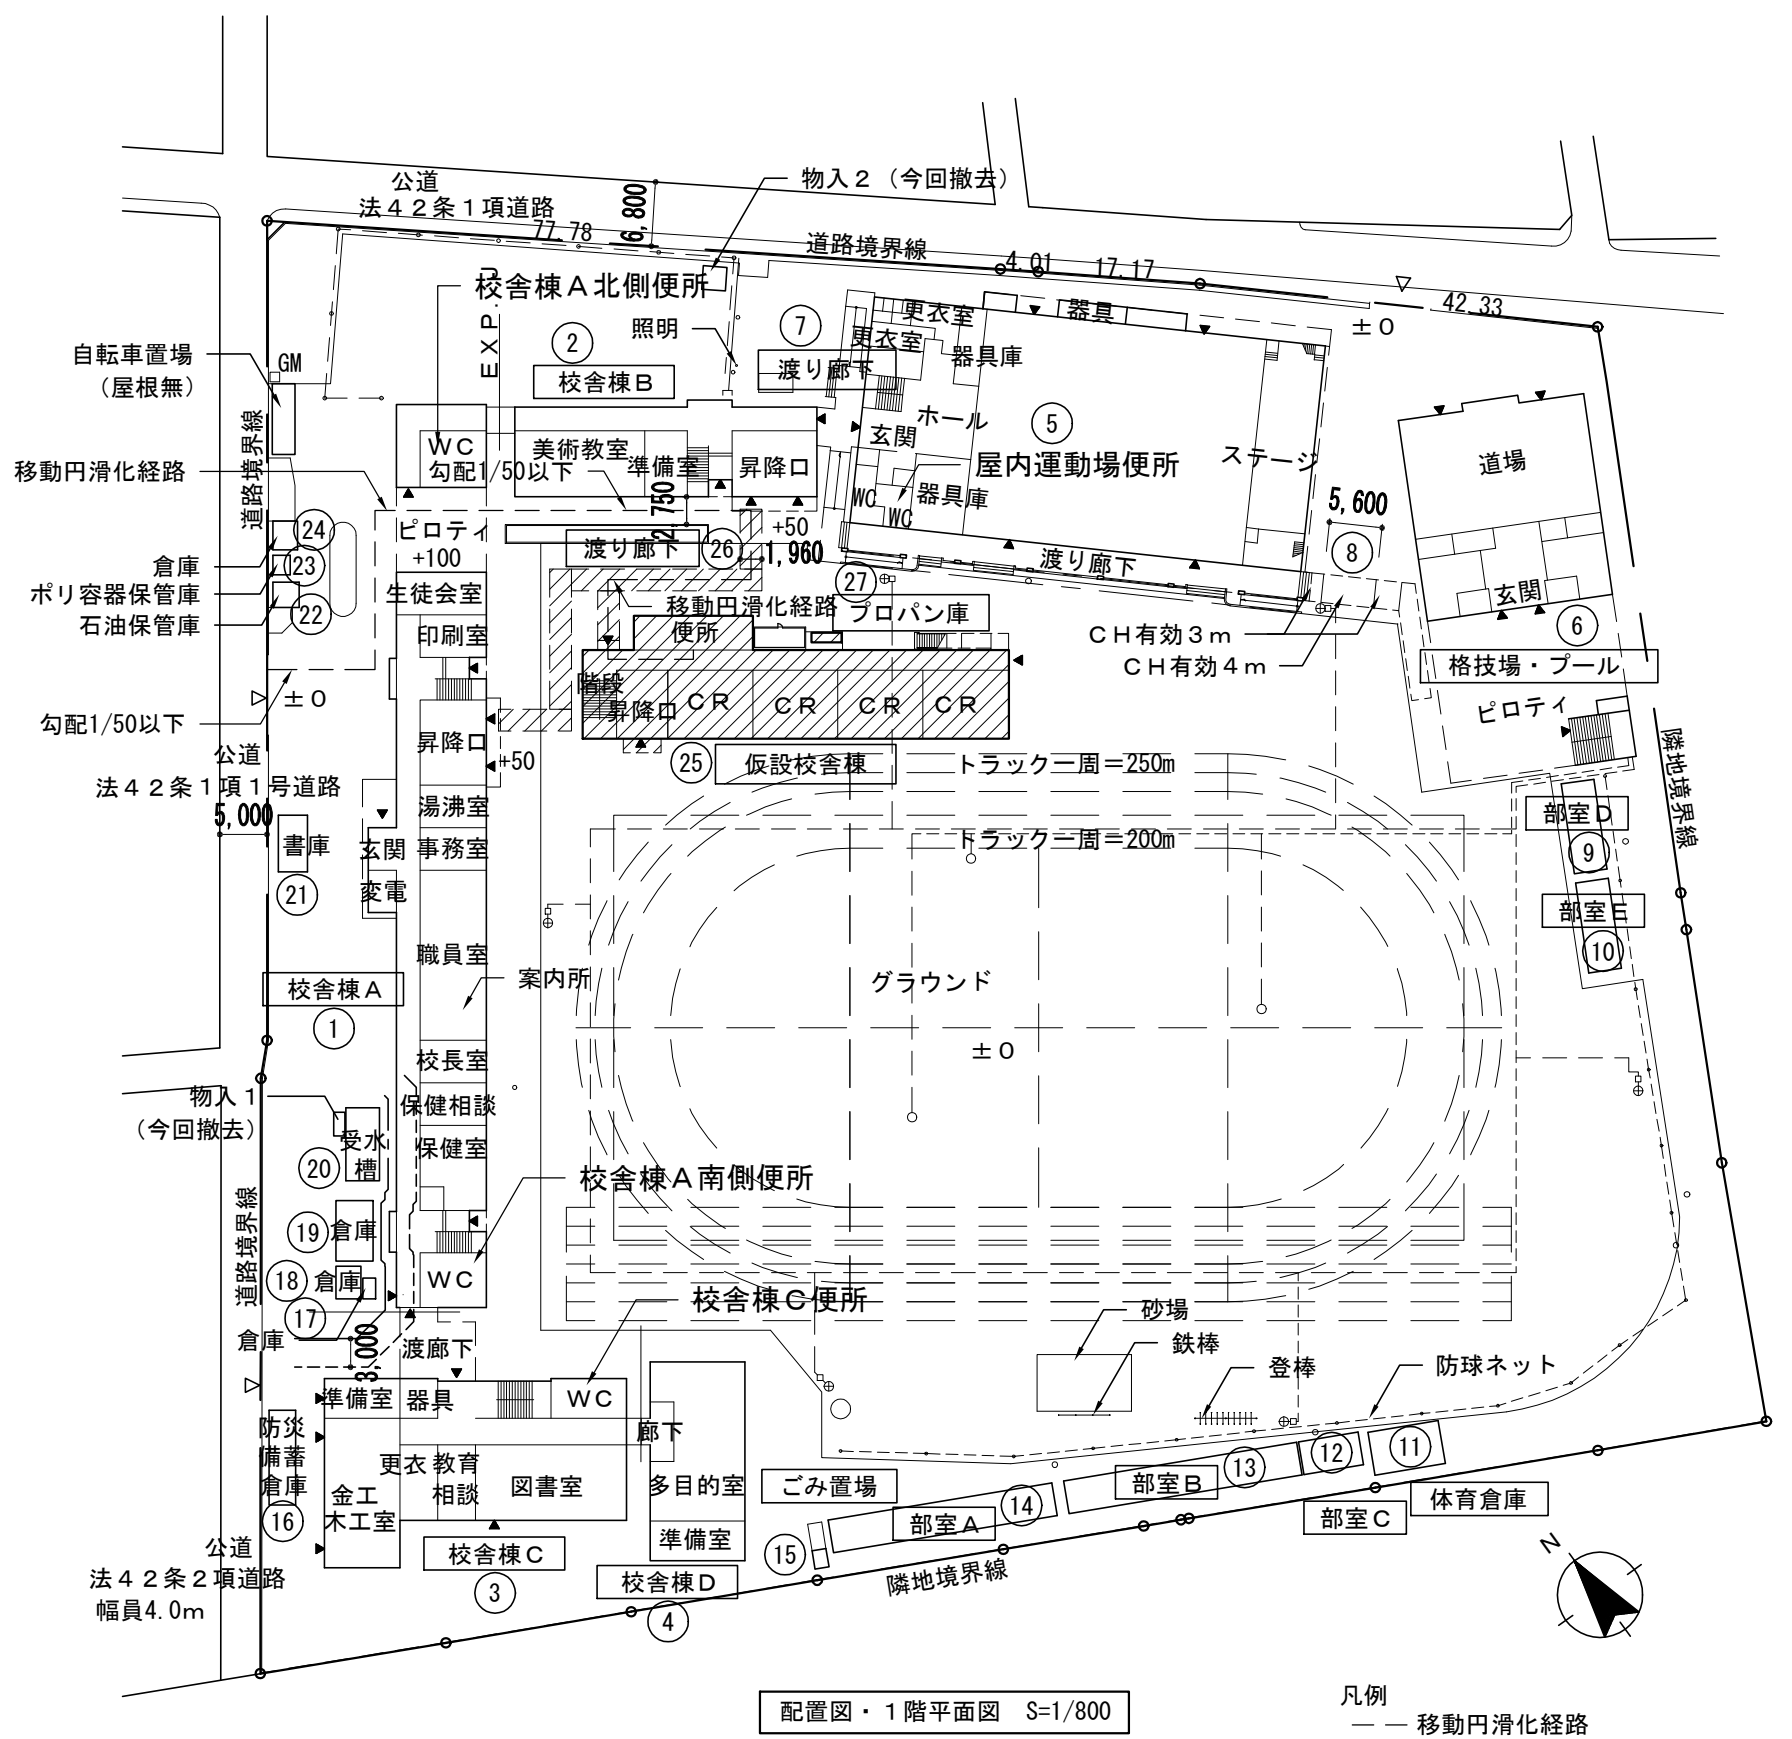 公道
法４２条１項道路
77.78
6,800
物入２（今回撤去）
道路境界線
4.01
17.17
42.33
±０
校舎棟Ａ北側便所
EXP.J
照明
②
校舎棟Ｂ
⑦
渡り廊下
更衣室
更衣室
器具
器具庫
自転車置場
（屋根無）
GM
道路境界線
移動円滑化経路
ＷＣ
勾配1/50以下
美術教室
準備室
昇降口
2,750
ホール
玄関
⑤
屋内運動場便所
器具庫
WC
WC
ステージ
道場
玄関
5,600
⑧
⑥
格技場・プール
ピロティ
ピロティ
+100
渡り廊下
㉖
+50
1,960
㉗
プロパン庫
渡り廊下
ＣＨ有効３ｍ
ＣＨ有効４ｍ
㉔
㉓
㉒
倉庫
ポリ容器保管庫
石油保管庫
±０
勾配1/50以下
生徒会室
印刷室
移動円滑化経路
便所
階段
昇降口
ＣＲ
ＣＲ
ＣＲ
ＣＲ
㉕
仮設校舎棟
トラック一周＝250m
トラック一周＝200m
公道
法４２条１項１号道路
5,000
昇降口
+50
湯沸室
事務室
玄関
変電
書庫
㉑
職員室
案内所
校舎棟Ａ
①
校長室
保健相談
保健室
グラウンド
±０
隣地境界線
部室Ｄ
⑨
部室Ｅ
⑩
物入１
（今回撤去）
受水
槽
⑳
校舎棟Ａ南側便所
⑲
倉庫
⑱
倉庫
⑰
倉庫
道路境界線
ＷＣ
3,000
渡廊下
校舎棟Ｃ便所
準備室
器具
ＷＣ
廊下
防災
備蓄
倉庫
⑯
更衣
教育
相談
図書室
金工
木工室
多目的室
準備室
校舎棟Ｃ
③
校舎棟Ｄ
④
公道
法４２条２項道路
幅員4.0m
砂場
鉄棒
登棒
防球ネット
ごみ置場
⑮
部室Ａ
⑭
部室Ｂ
⑬
⑫
⑪
部室Ｃ
体育倉庫
隣地境界線
N
配置図・１階平面図　S=1/800
凡例
移動円滑化経路